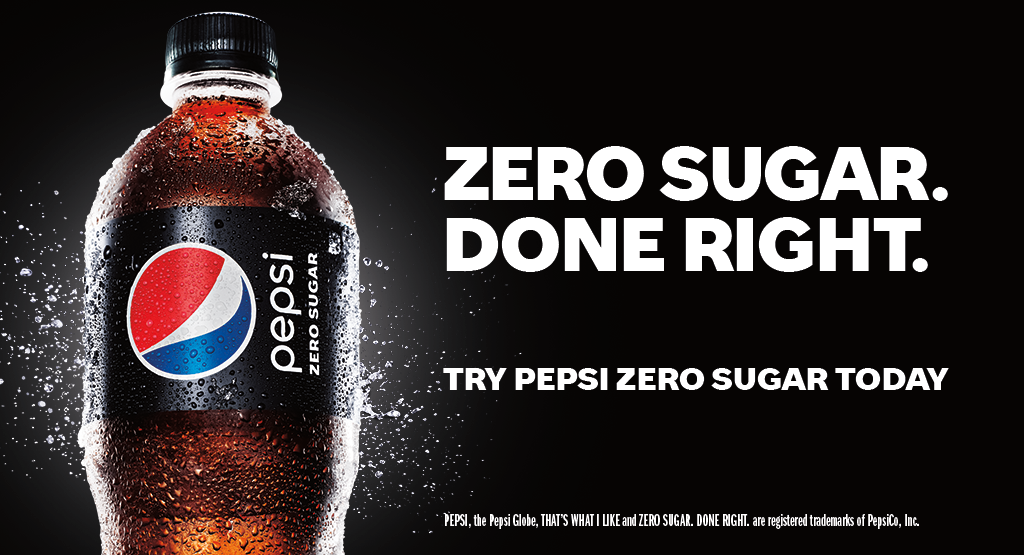 pepsi
ZERO SUGAR
ZERO SUGAR.
DONE RIGHT.
TRY PEPSI ZERO SUGAR TODAY
PEPSI, the Pepsi Globe, THAT'S WHAT I LIKE and ZERO SUGAR. DONE RIGHT. are registered trademarks of PepsiCo, Inc.